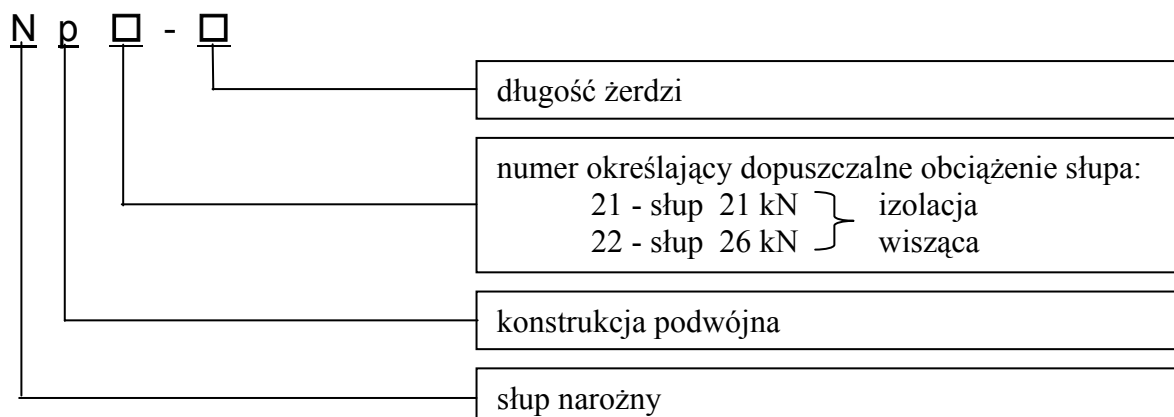 N p □ - □
długość żerdzi
numer określający dopuszczalne obciążenie słupa:
21 - słup 21 kN izolacja
22 - słup 26 kN wisząca
konstrukcja podwójna
słup narożny